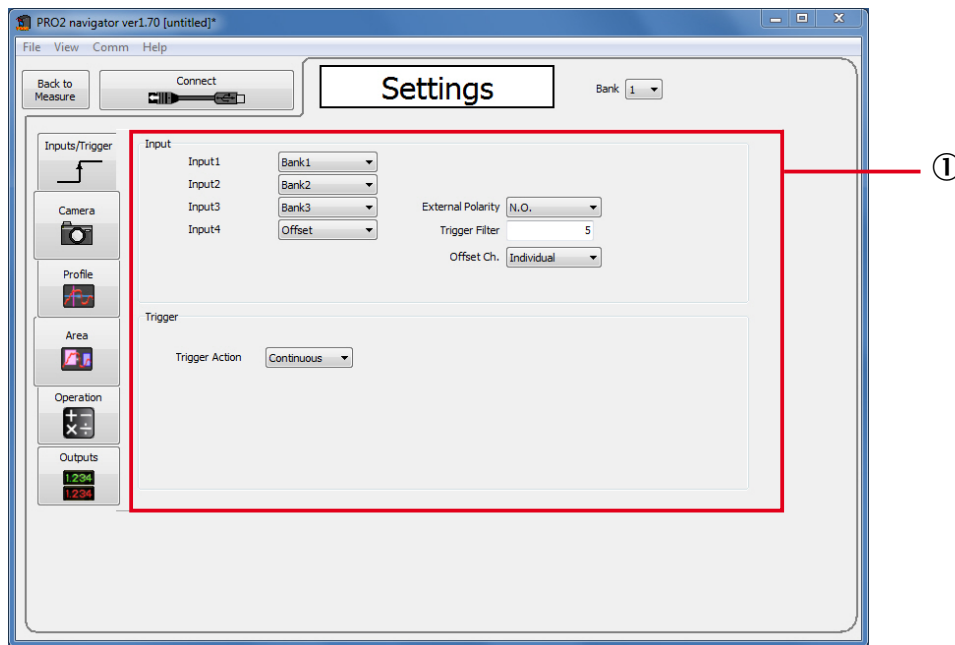 PRO2 navigator ver1.70 [untitled]*
File View Comm Help
Back to
Measure
Connect
Settings
Bank 1
Inputs/Trigger
Camera
Profile
Area
Operation
Outputs
1.234
1.234
Input
Input1 Bank1
Input2 Bank2
Input3 Bank3 External Polarity N.O.
Input4 Offset Trigger Filter 5
Offset Ch. Individual
Trigger
Trigger Action Continuous
①